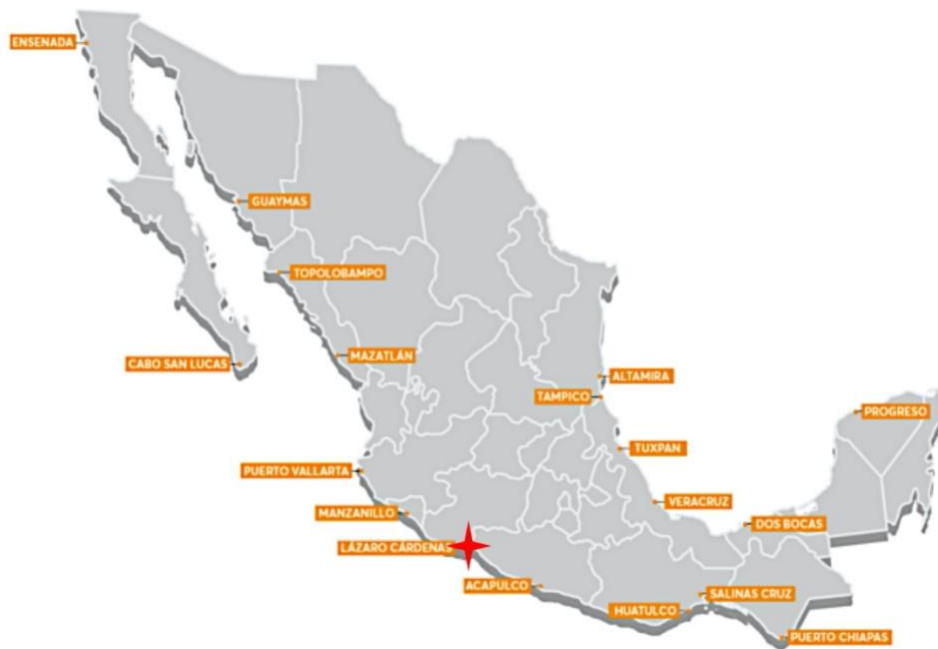 ENSENADA
GUAYMAS
TOPOLOBAMPO
MAZATLÁN
CABO SAN LUCAS
ALTAMIRA
TAMPICO
PROGRESO
TUXPAN
PUERTO VALLARTA
VERACRUZ
MANZANILLO
DOS BOCAS
LÁZARO CÁRDENAS
ACAPULCO
SALINAS CRUZ
HUATULCO
PUERTO CHIAPAS